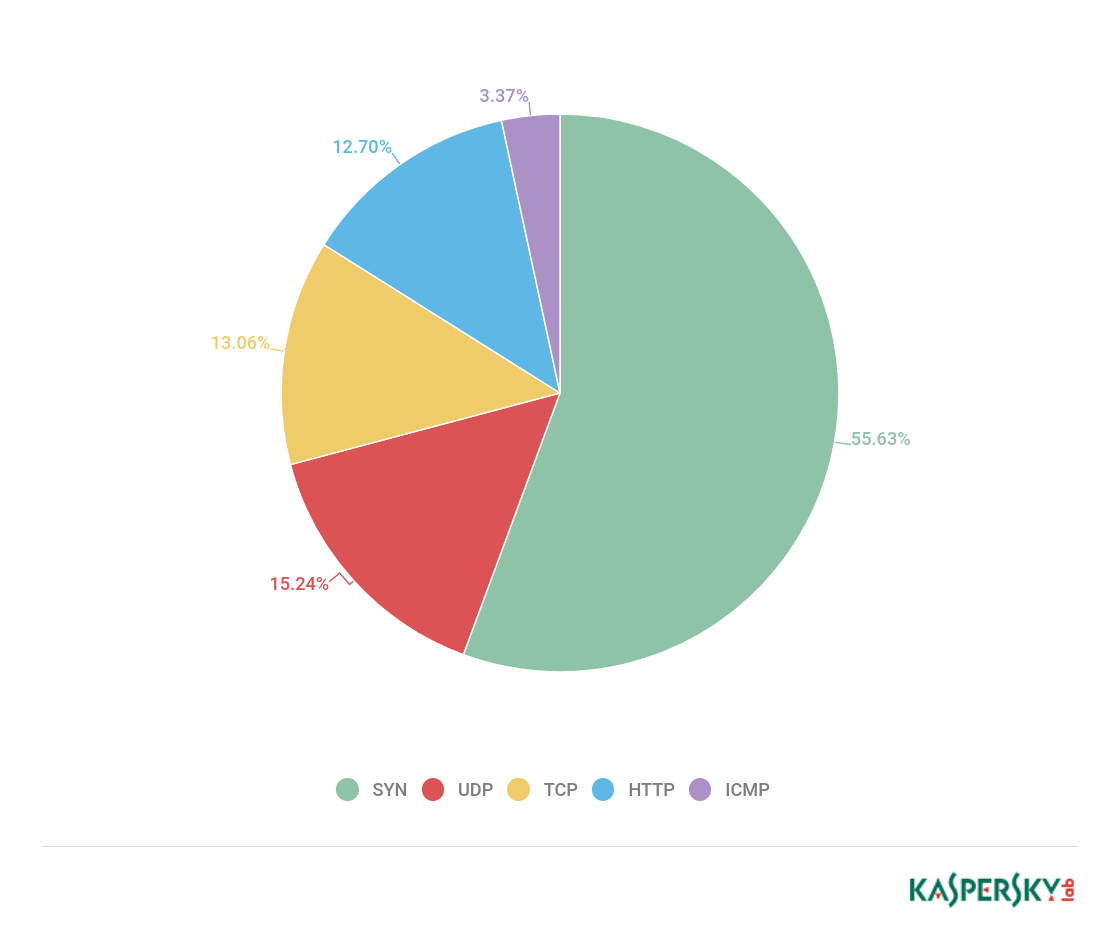 3.37%
12.70%
13.06%
55.63%
15.24%
SYN UDP TCP HTTP ICMP
KASPERSKY lab